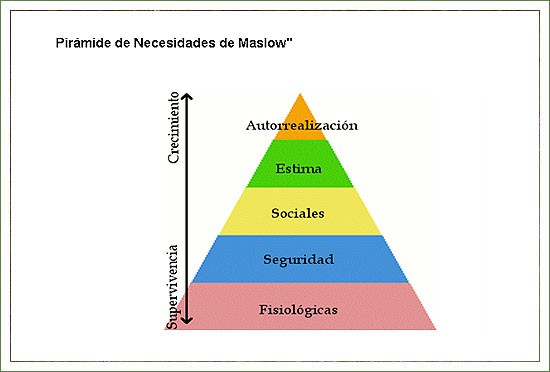 Pirámide de Necesidades de Maslow"
Crecimiento
Supervivencia
Autorrealización
Estima
Sociales
Seguridad
Fisiológicas